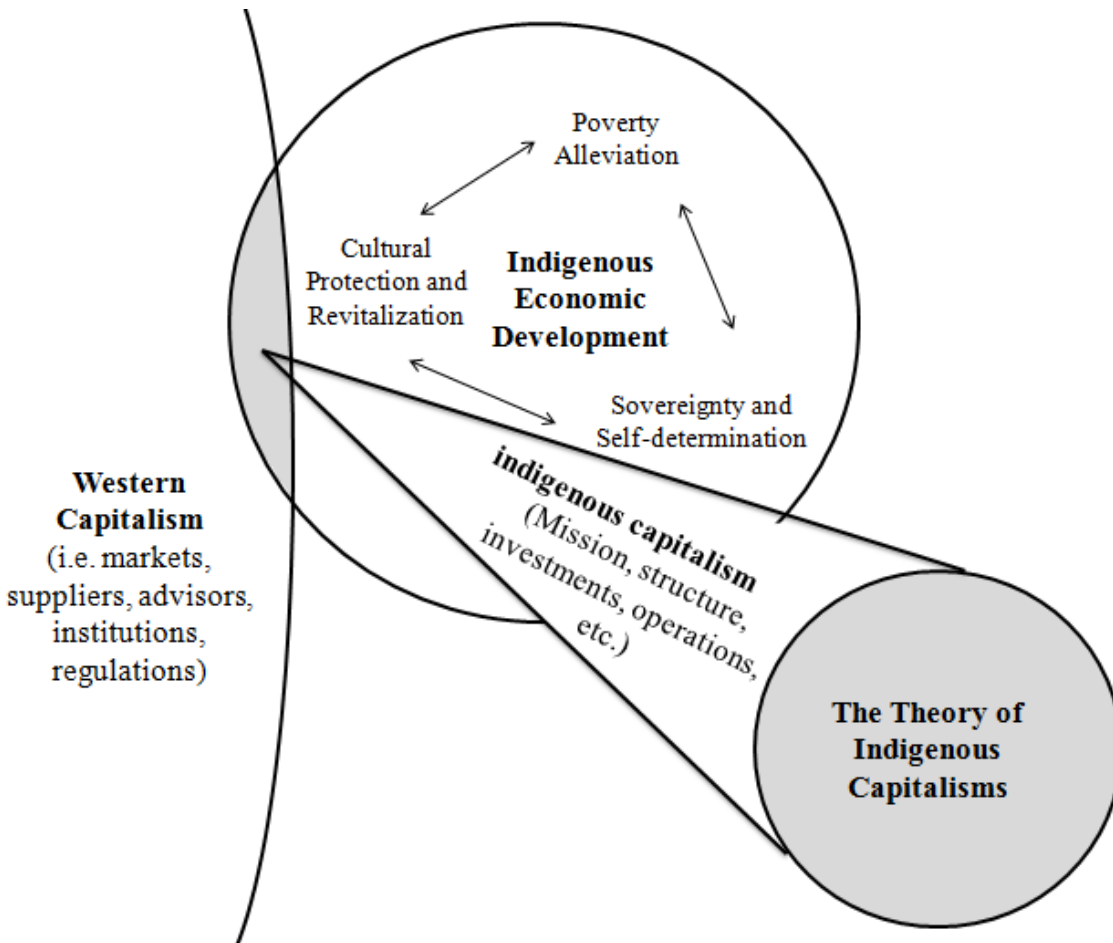 Poverty
Alleviation
Cultural
Protection and
Revitalization
Indigenous
Economic
Development
Sovereignty and
Self-determination
Western
Capitalism
(i.e. markets,
suppliers, advisors,
institutions,
regulations)
indigenous capitalism
(Mission, structure,
investments, operations,
etc.)
The Theory of
Indigenous
Capitalisms